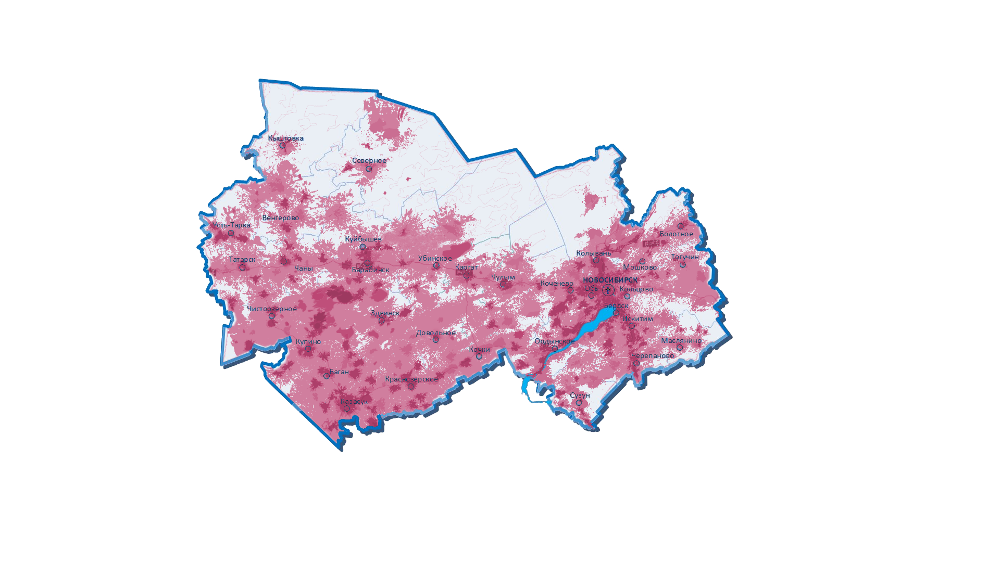 Кыштовка
Северное
Венгерово
Усть-Тарка
Болотное
Куйбышев
Колывань
Тогучин
Татарск
Убинское
Мошково
Чаны
Барабинск
Каргат
Чулым
НОВОСИБИРСК
Коченево
Обь
Кольцово
Бердск
Чистоозерное
Здвинск
Искитим
Довольное
Купино
Ордынское
Маслянино
Кочки
Черепаново
Баган
Краснозерское
Сузун
Карасук